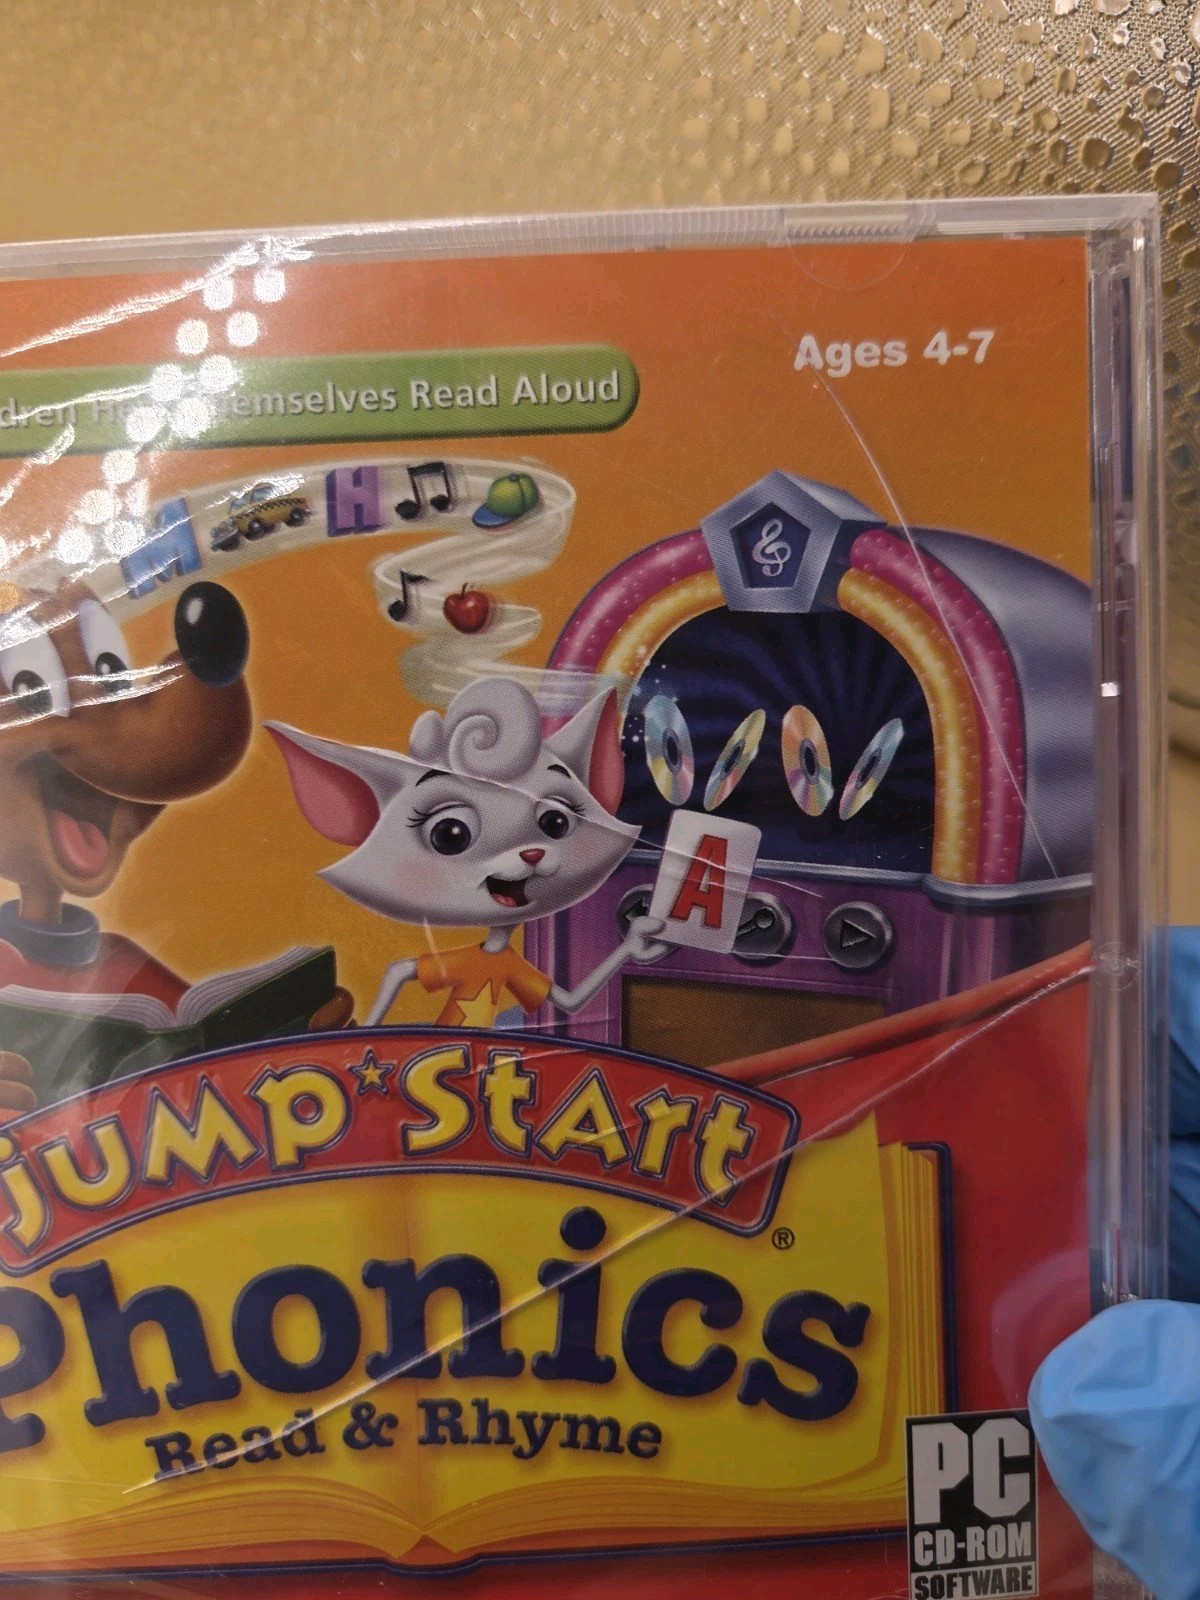 Ages 4-7
emselves Read Aloud
M H
A
JumpStart®
Phonics
Read & Rhyme
PC
CD-ROM
SOFTWARE